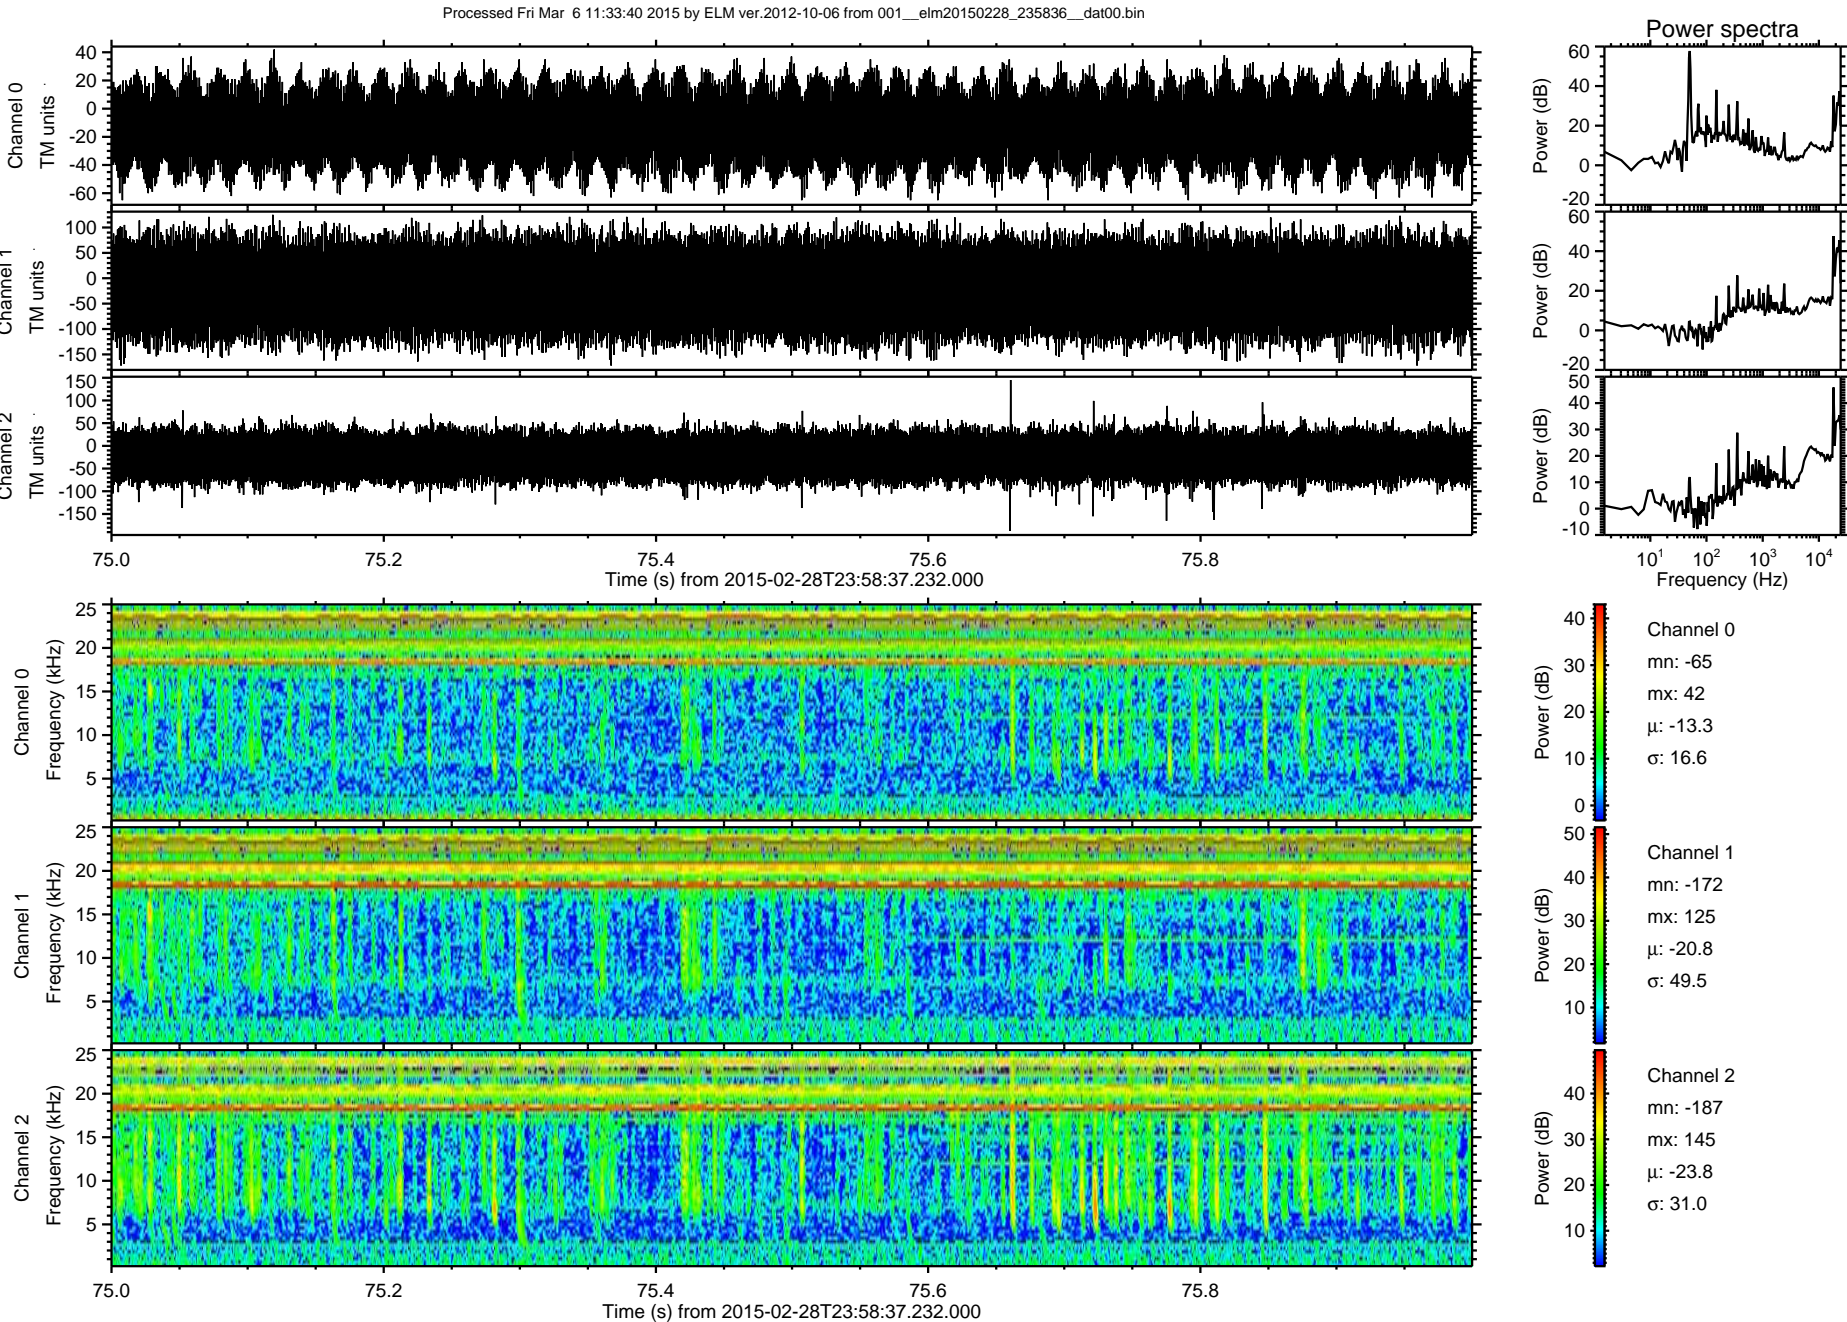 Processed Fri Mar  6 11:33:40 2015 by ELM ver.2012-10-06 from 001__elm20150228_235836__dat00.bin
Power spectra
Channel 0
TM units
40
20
0
-20
-40
-60
Power (dB)
60
40
20
0
-20
Channel 1
TM units
100
50
0
-50
-100
-150
Power (dB)
60
40
20
0
-20
Channel 2
TM units
150
100
50
0
-50
-100
-150
Power (dB)
50
40
30
20
10
0
-10
75.0 75.2 75.4 75.6 75.8
Time (s) from 2015-02-28T23:58:37.232.000
10^1 10^2 10^3 10^4
Frequency (Hz)
Channel 0
Frequency (kHz)
25
20
15
10
5
Power (dB)
40
30
20
10
0
Channel 0
mn: -65
mx: 42
μ: -13.3
σ: 16.6
Channel 1
Frequency (kHz)
25
20
15
10
5
Power (dB)
50
40
30
20
10
Channel 1
mn: -172
mx: 125
μ: -20.8
σ: 49.5
Channel 2
Frequency (kHz)
25
20
15
10
5
Power (dB)
40
30
20
10
Channel 2
mn: -187
mx: 145
μ: -23.8
σ: 31.0
75.0 75.2 75.4 75.6 75.8
Time (s) from 2015-02-28T23:58:37.232.000